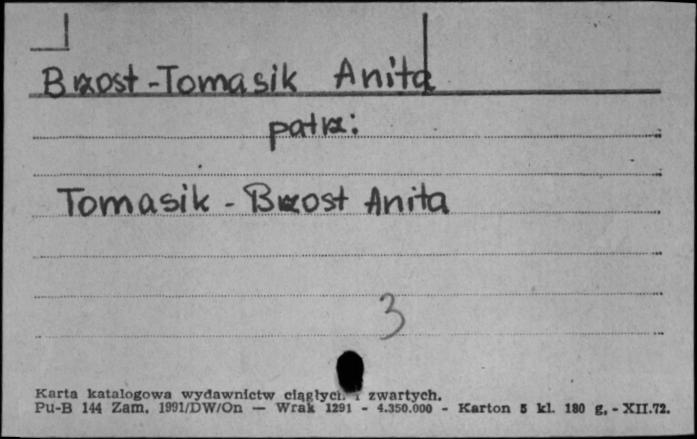 Brzost-Tomasik Anita
patrz:
Tomasik - Brzost Anita
3
Karta katalogowa wydawnictw ciągłych i zwartych.
Pu-B 144 Zam. 1991/DW/On — Wrak 1291 - 4.350.000 - Karton 5 kl. 180 g. - XII.72.